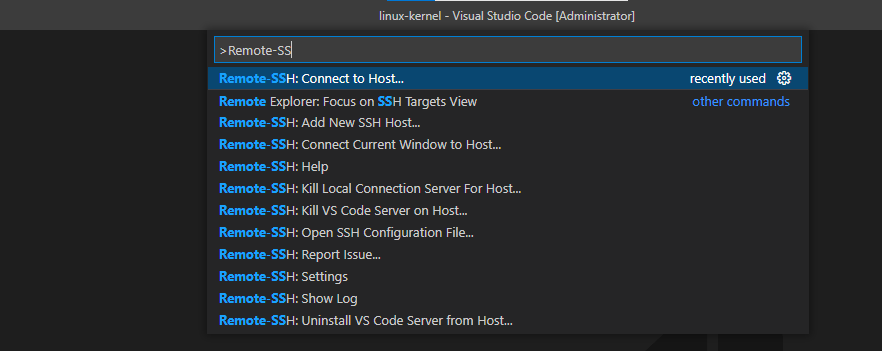 linux-kernel - Visual Studio Code [Administrator]
>Remote-SS
Remote-SSH: Connect to Host... recently used
Remote Explorer: Focus on SSH Targets View other commands
Remote-SSH: Add New SSH Host...
Remote-SSH: Connect Current Window to Host...
Remote-SSH: Help
Remote-SSH: Kill Local Connection Server For Host...
Remote-SSH: Kill VS Code Server on Host...
Remote-SSH: Open SSH Configuration File...
Remote-SSH: Report Issue...
Remote-SSH: Settings
Remote-SSH: Show Log
Remote-SSH: Uninstall VS Code Server from Host...